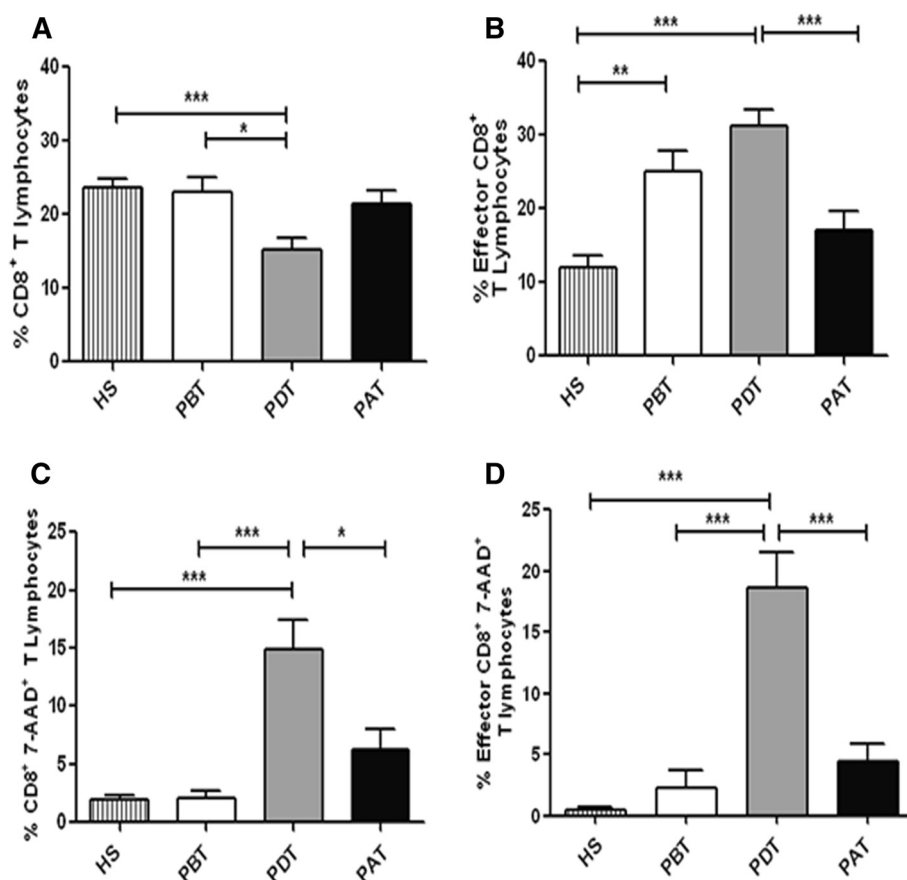 A
% CD8+ T lymphocytes
40
30
20
10
0
***
*
HS
PBT
PDT
PAT
B
% Effector CD8+
T Lymphocytes
40
30
20
10
0
***
***
**
HS
PBT
PDT
PAT
C
% CD8+ 7-AAD+ T Lymphocytes
25
20
15
10
5
0
***
*
***
HS
PBT
PDT
PAT
D
% Effector CD8+ 7-AAD+
T lymphocytes
25
20
15
10
5
0
***
***
***
HS
PBT
PDT
PAT